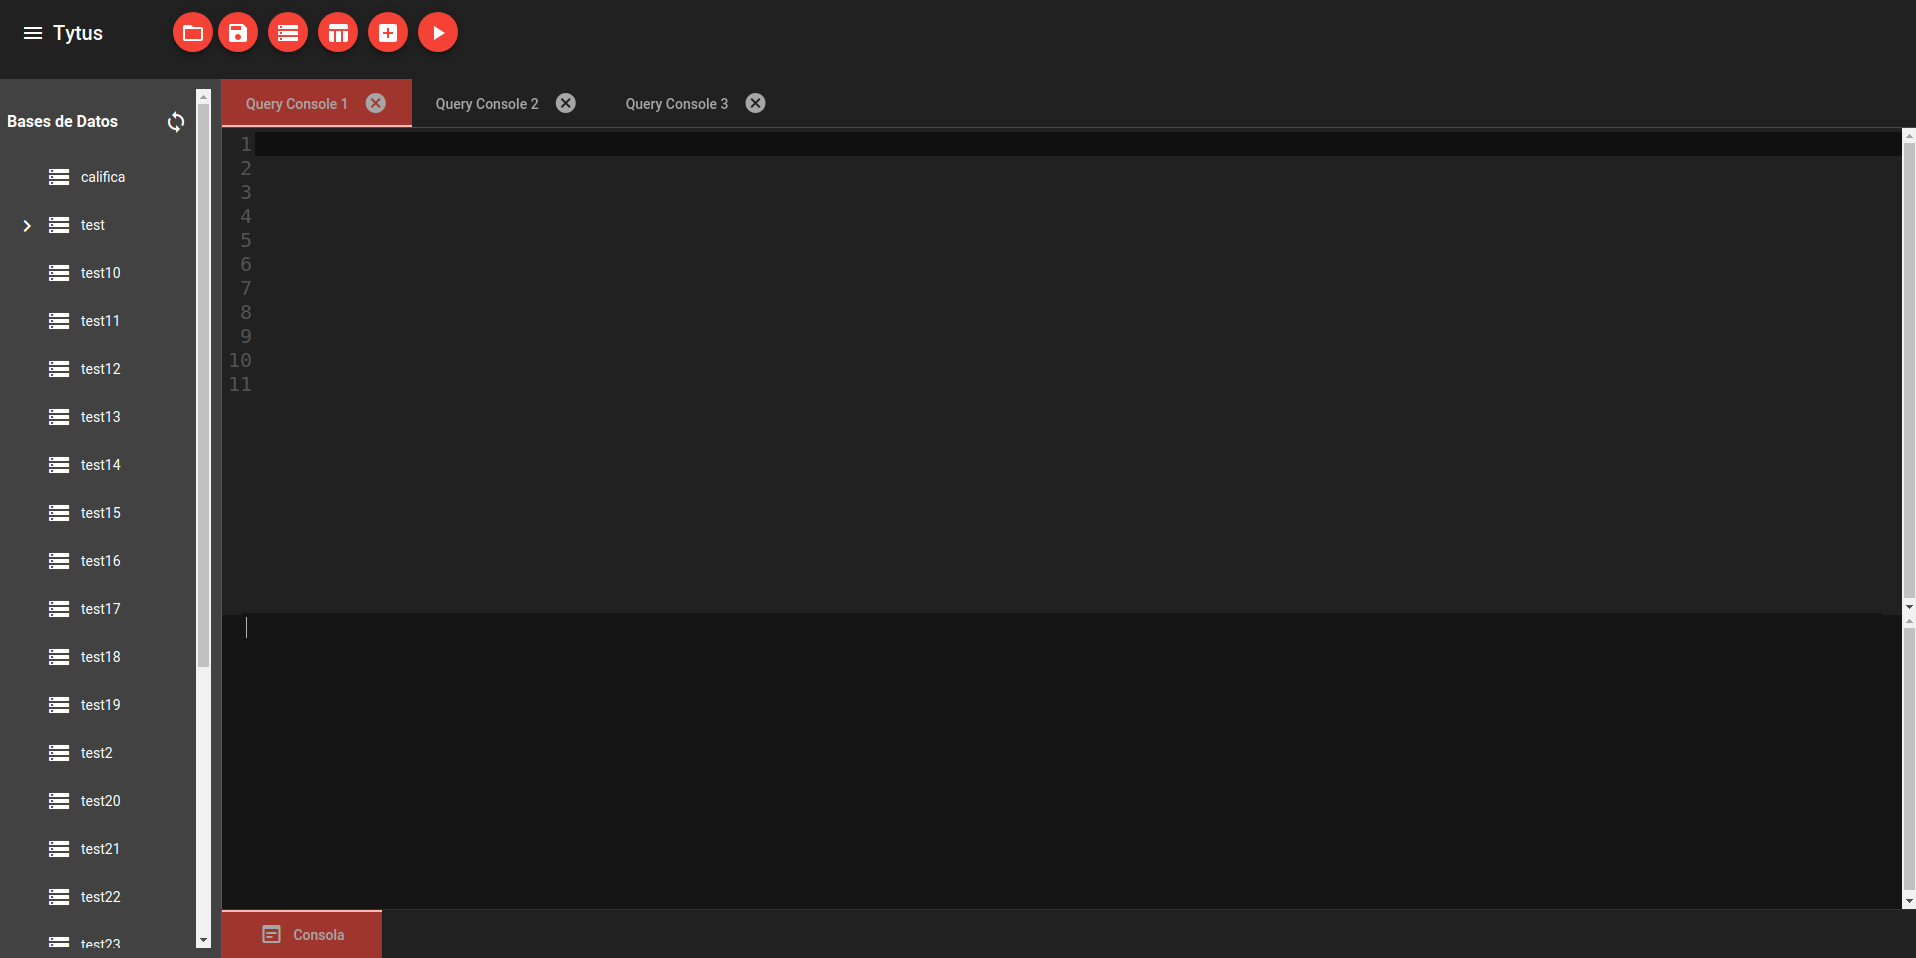 Tytus
Bases de Datos
califica
test
test10
test11
test12
test13
test14
test15
test16
test17
test18
test19
test2
test20
test21
test22
test23
Query Console 1
Query Console 2
Query Console 3
1
2
3
4
5
6
7
8
9
10
11
Consola